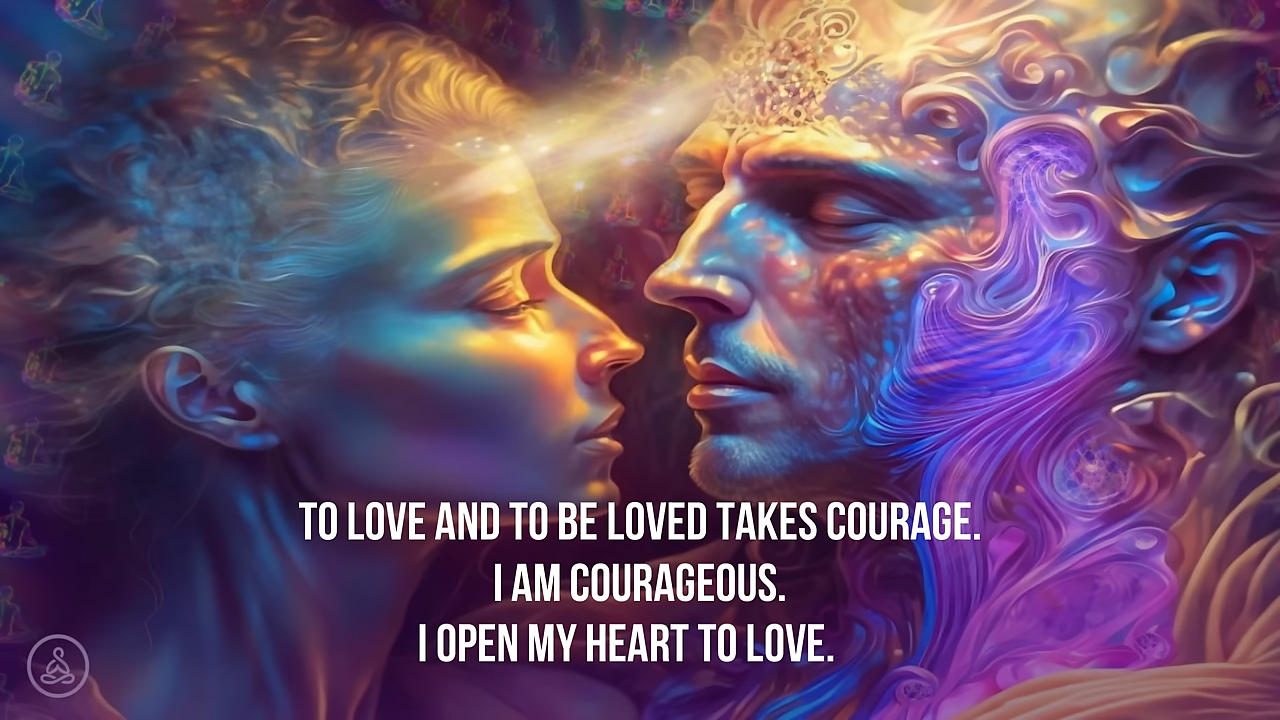 TO LOVE AND TO BE LOVED TAKES COURAGE.
I AM COURAGEOUS.
I OPEN MY HEART TO LOVE.